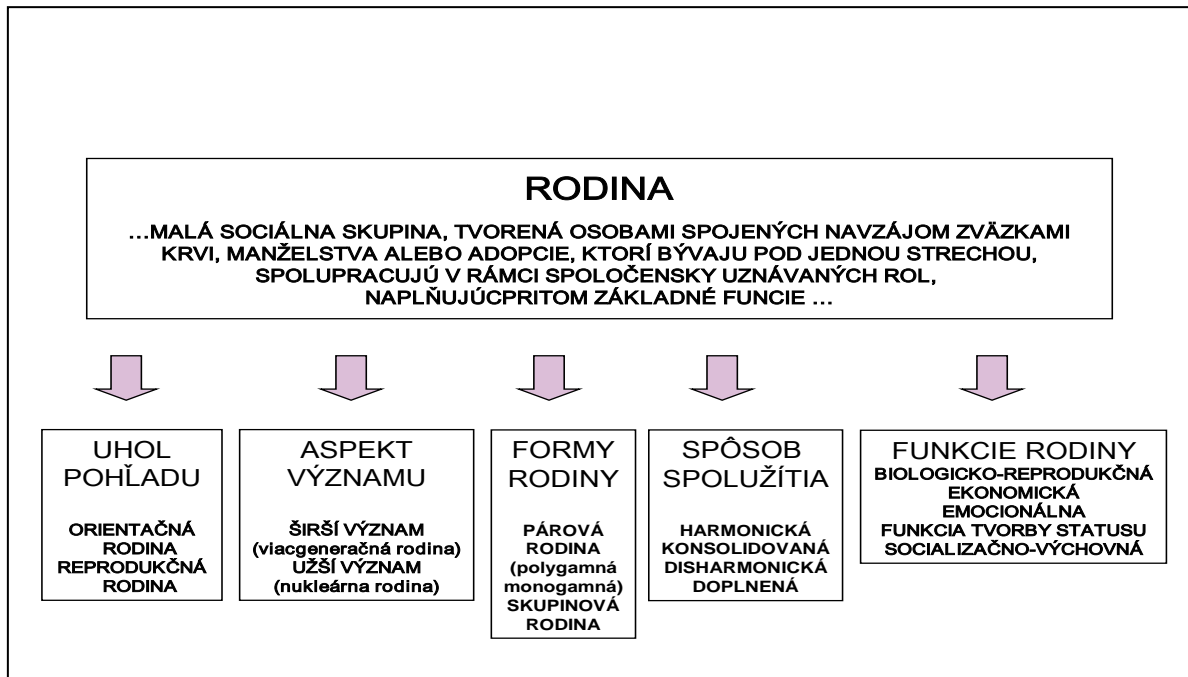 RODINA
…MALÁ SOCIÁLNA SKUPINA, TVORENÁ OSOBAMI SPOJENÝCH NAVZÁJOM ZVÄZKAMI
KRVI, MANŽELSTVA ALEBO ADOPCIE, KTORÍ BÝVAJU POD JEDNOU STRECHOU,
SPOLUPRACUJÚ V RÁMCI SPOLOČENSKY UZNÁVANÝCH ROL,
NAPLŇUJÚCPRITOM ZÁKLADNÉ FUNCIE …
UHOL
POHĽADU
ORIENTAČNÁ
RODINA
REPRODUKČNÁ
RODINA
ASPEKT
VÝZNAMU
ŠIRŠÍ VÝZNAM
(viacgeneračná rodina)
UŽŠÍ VÝZNAM
(nukleárna rodina)
FORMY
RODINY
PÁROVÁ
RODINA
(polygamná
monogamná)
SKUPINOVÁ
RODINA
SPÔSOB
SPOLUŽÍTIA
HARMONICKÁ
KONSOLIDOVANÁ
DISHARMONICKÁ
DOPLNENÁ
FUNKCIE RODINY
BIOLOGICKO-REPRODUKČNÁ
EKONOMICKÁ
EMOCIONÁLNA
FUNKCIA TVORBY STATUSU
SOCIALIZAČNO-VÝCHOVNÁ